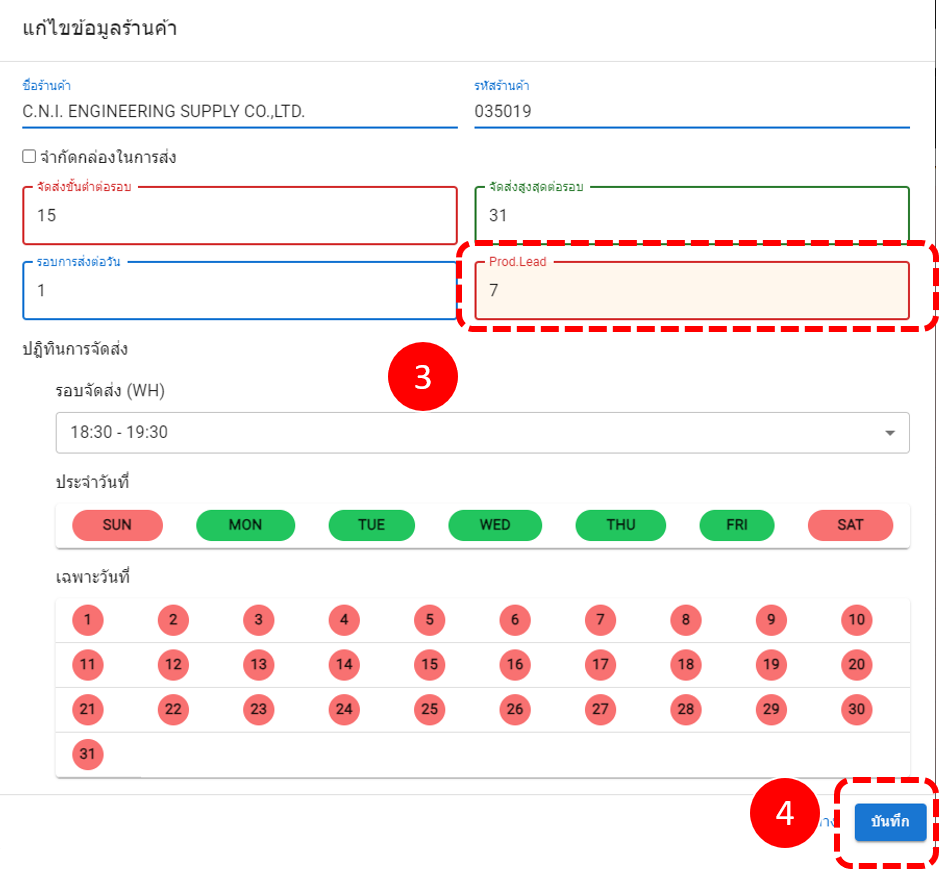 แก้ไขข้อมูลร้านค้า
ชื่อร้านค้า รหัสร้านค้า
C.N.I. ENGINEERING SUPPLY CO.,LTD. 035019
จำกัดกล่องในการส่ง
จัดส่งขั้นต่ำต่อรอบ จัดส่งสูงสุดต่อรอบ
15 31
รอบการส่งต่อวัน Prod.Lead
1 7
ปฎิทินการจัดส่ง
3
รอบจัดส่ง (WH)
18:30 - 19:30
ประจำวันที่
SUN MON TUE WED THU FRI SAT
เฉพาะวันที่
1 2 3 4 5 6 7 8 9 10
11 12 13 14 15 16 17 18 19 20
21 22 23 24 25 26 27 28 29 30
31
4 บันทึก